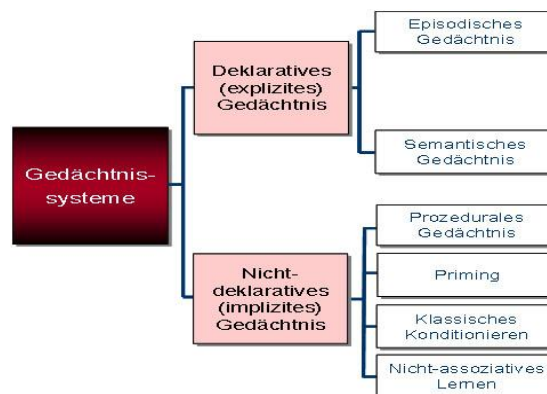 Gedächtnis-
systeme
Deklaratives
(explizites)
Gedächtnis
Episodisches
Gedächtnis
Semantisches
Gedächtnis
Nicht-
deklaratives
(implizites)
Gedächtnis
Prozedurales
Gedächtnis
Priming
Klassisches
Konditionieren
Nicht-assoziatives
Lernen